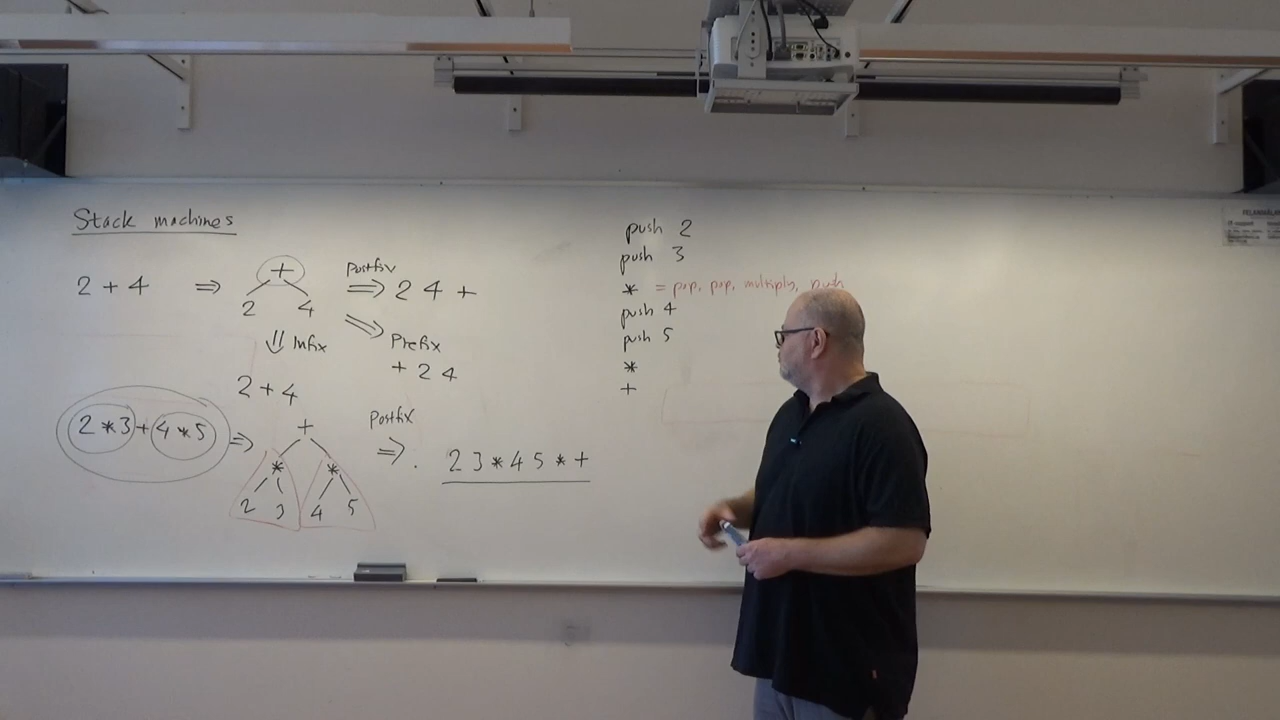 Stack machines
2 + 4 ⇒ + 2 4 Postfix ⇒ 2 4 +
⇓ Infix
2 + 4
⇒ Prefix
+ 2 4
2 * 3 + 4 * 5 ⇒
+
* *
2 3 4 5
Postfix
⇒ . 2 3 * 4 5 * +
push 2
push 3
* = pop, pop, multiply, push
push 4
push 5
*
+